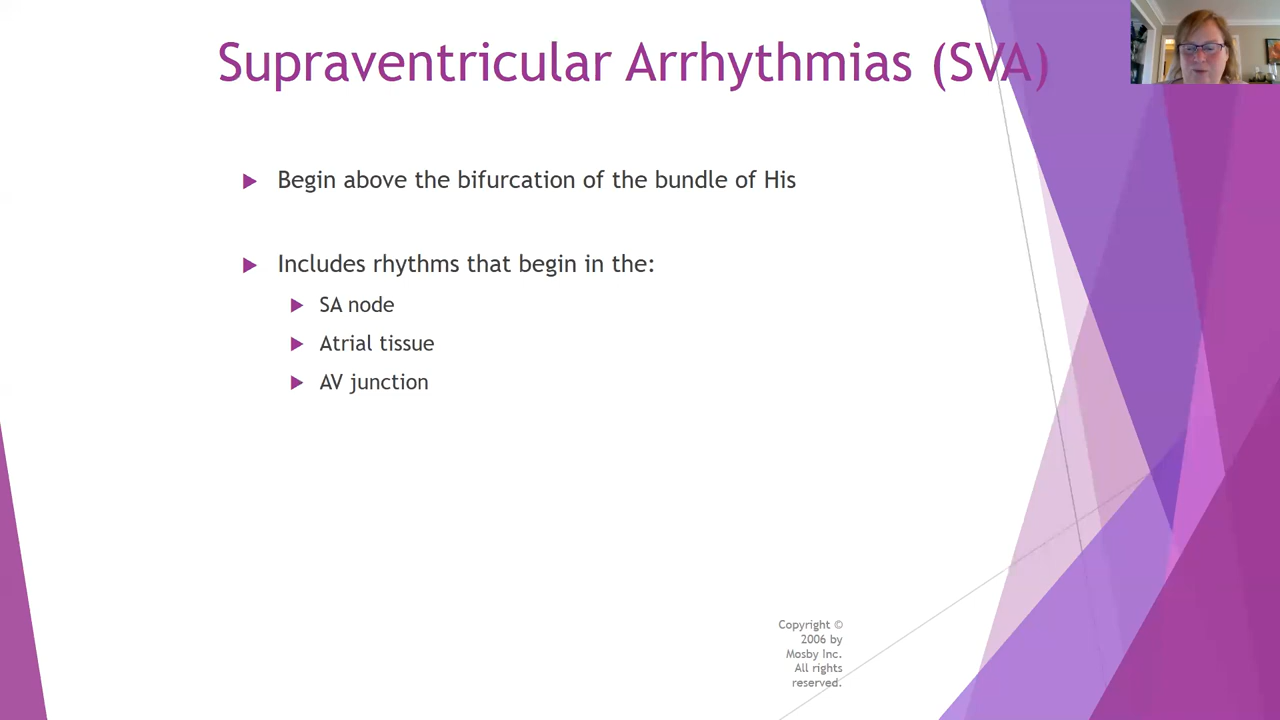 Supraventricular Arrhythmias (SVA)
Begin above the bifurcation of the bundle of His
Includes rhythms that begin in the:
SA node
Atrial tissue
AV junction
Copyright ©
2006 by
Mosby Inc.
All rights
reserved.